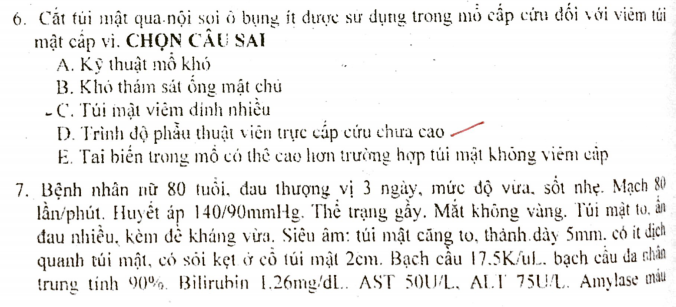 6. Cắt túi mật qua nội soi ổ bụng ít được sử dụng trong mổ cấp cứu đối với viêm túi
mật cấp vì. CHỌN CÂU SAI
A. Kỹ thuật mổ khó
B. Khó thám sát ống mật chủ
C. Túi mật viêm dính nhiều
D. Trình độ phẫu thuật viên trực cấp cứu chưa cao
E. Tai biến trong mổ có thể cao hơn trường hợp túi mật không viêm cấp
7. Bệnh nhân nữ 80 tuổi, đau thượng vị 3 ngày, mức độ vừa, sốt nhẹ. Mạch 80
lần/phút. Huyết áp 140/90mmHg. Thể trạng gầy. Mắt không vàng. Túi mật to, ấn
đau nhiều, kèm đề kháng vừa. Siêu âm: túi mật căng to, thành dày 5mm, có ít dịch
quanh túi mật, có sỏi kẹt ở cổ túi mật 2cm. Bạch cầu 17.5K/uL, bạch cầu đa nhân
trung tính 90%. Bilirubin 1.26mg/dL. AST 50U/L, ALT 75U/L. Amylase máu